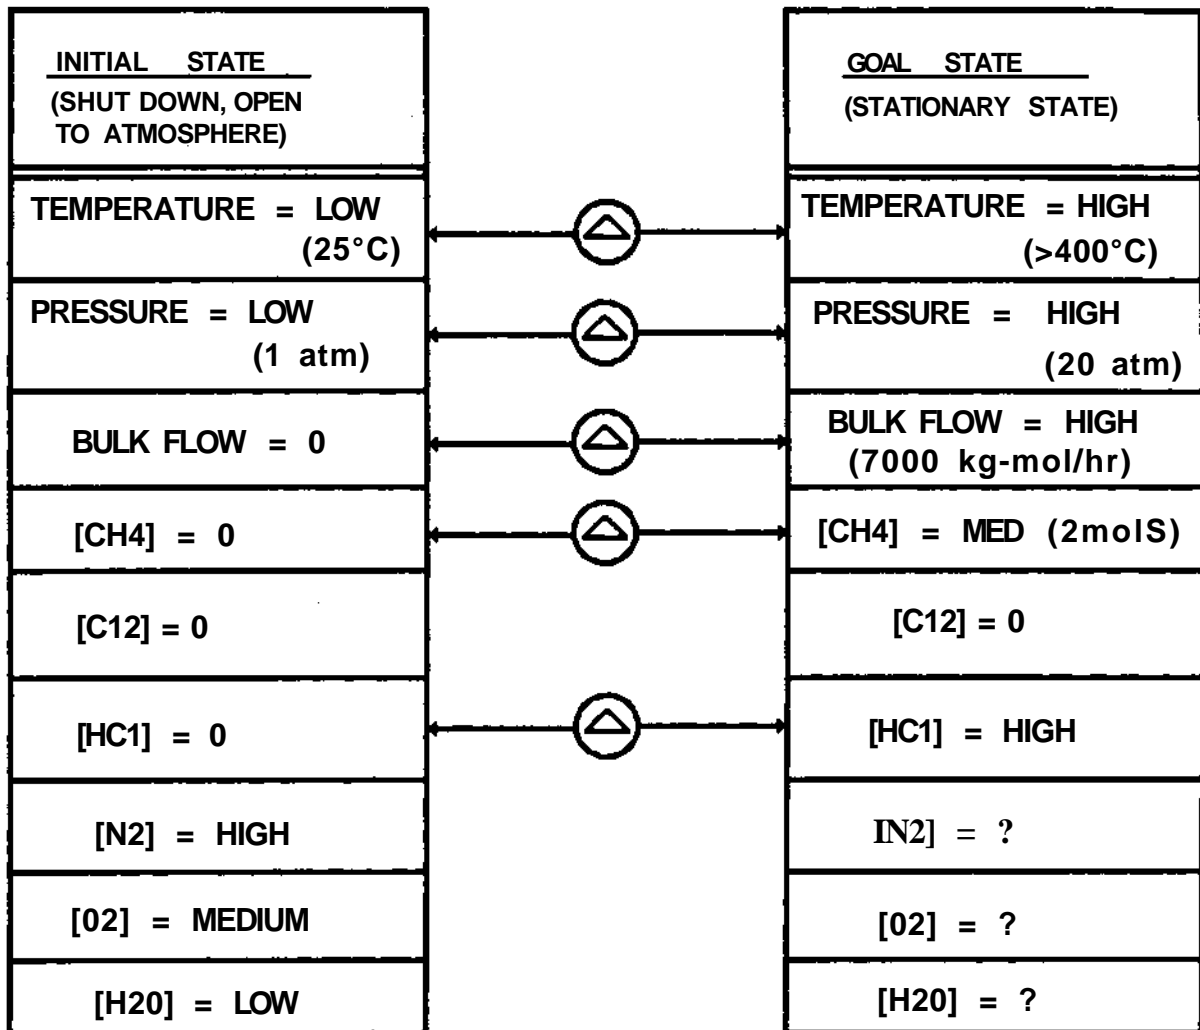 INITIAL STATE
(SHUT DOWN, OPEN
TO ATMOSPHERE)
TEMPERATURE = LOW
(25°C)
PRESSURE = LOW
(1 atm)
BULK FLOW = 0
[CH4] = 0
[C12] = 0
[HC1] = 0
[N2] = HIGH
[02] = MEDIUM
[H20] = LOW
GOAL STATE
(STATIONARY STATE)
TEMPERATURE = HIGH
(>400°C)
PRESSURE = HIGH
(20 atm)
BULK FLOW = HIGH
(7000 kg-mol/hr)
[CH4] = MED (2molS)
[C12] = 0
[HC1] = HIGH
IN2] = ?
[02] = ?
[H20] = ?